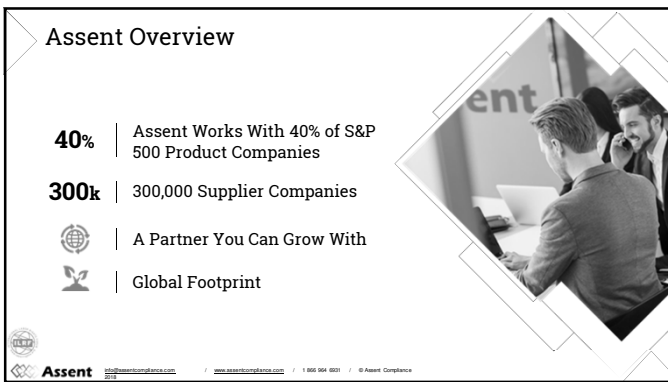 Assent Overview
ent
40%
Assent Works With 40% of S&P
500 Product Companies
300k
300,000 Supplier Companies
A Partner You Can Grow With
Global Footprint
Assent
info@assentcompliance.com / www.assentcompliance.com / 1 866 964 6931 / © Assent Compliance
2018